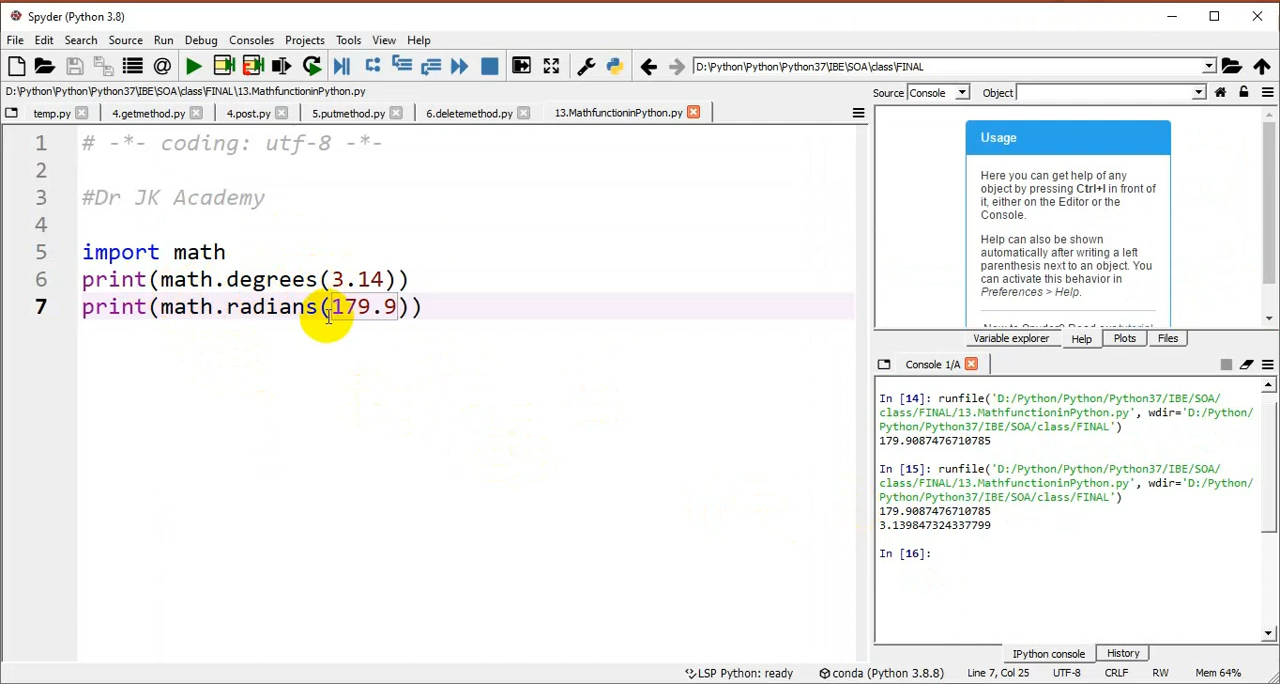 Spyder (Python 3.8)
File Edit Search Source Run Debug Consoles Projects Tools View Help
D:\Python\Python\Python37\IBE\SOA\class\FINAL
D:\Python\Python\Python37\IBE\SOA\class\FINAL\13.MathfunctioninPython.py
temp.py 4.getmethod.py 4.post.py 5.putmethod.py 6.deletemethod.py 13.MathfunctioninPython.py
1 # -*- coding: utf-8 -*-
2
3 #Dr JK Academy
4
5 import math
6 print(math.degrees(3.14))
7 print(math.radians(179.9))
Source Console Object
Usage
Here you can get help of any
object by pressing Ctrl+I in front of
it, either on the Editor or the
Console.
Help can also be shown
automatically after writing a left
parenthesis next to an object. You
can activate this behavior in
Preferences > Help.
New to Spyder? Read our tutorial
Variable explorer Help Plots Files
Console 1/A
In [14]: runfile('D:/Python/Python/Python37/IBE/SOA/
class/FINAL/13.MathfunctioninPython.py', wdir='D:/Python/
Python/Python37/IBE/SOA/class/FINAL')
179.9087476710785
In [15]: runfile('D:/Python/Python/Python37/IBE/SOA/
class/FINAL/13.MathfunctioninPython.py', wdir='D:/Python/
Python/Python37/IBE/SOA/class/FINAL')
179.9087476710785
3.139847324337799
In [16]:
IPython console History
LSP Python: ready conda (Python 3.8.8) Line 7, Col 25 UTF-8 CRLF RW Mem 64%